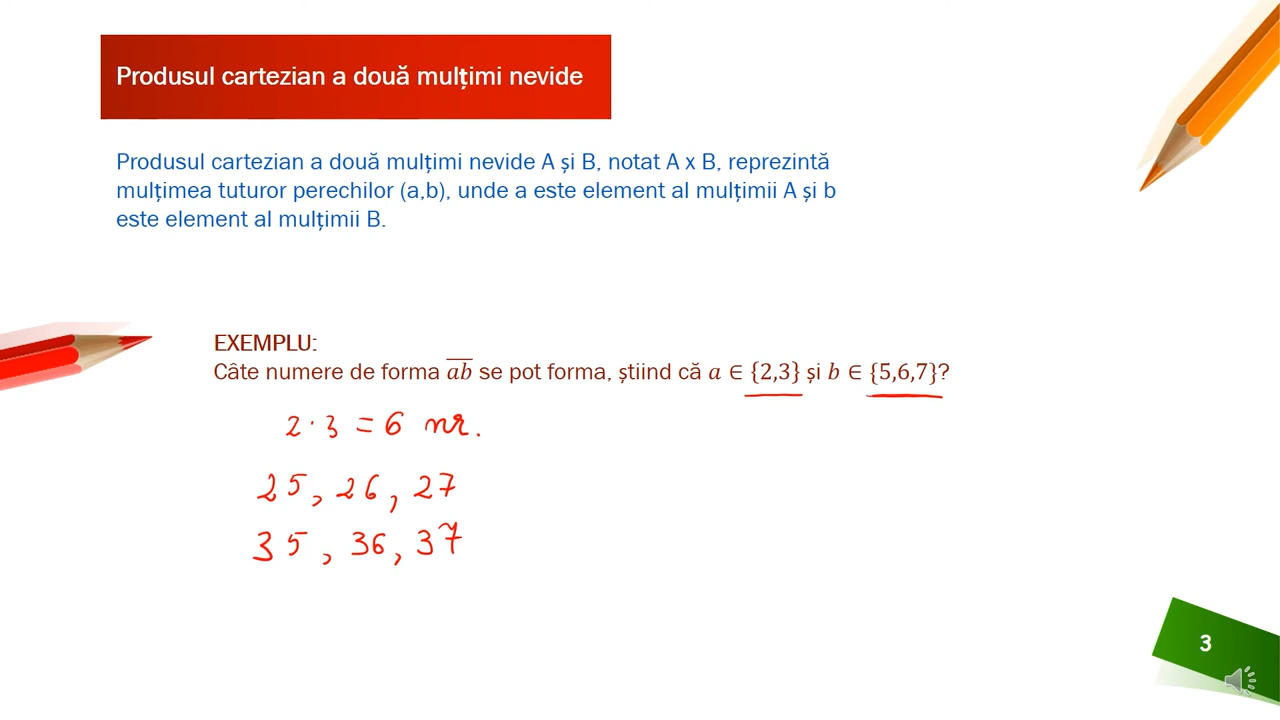 Produsul cartezian a două mulțimi nevide
Produsul cartezian a două mulțimi nevide A și B, notat A x B, reprezintă
mulțimea tuturor perechilor (a,b), unde a este element al mulțimii A și b
este element al mulțimii B.
EXEMPLU:
Câte numere de forma a̅b̅ se pot forma, știind că a ∈ {2,3} și b ∈ {5,6,7}?
2·3 = 6 nr.
25, 26, 27
35, 36, 37
3